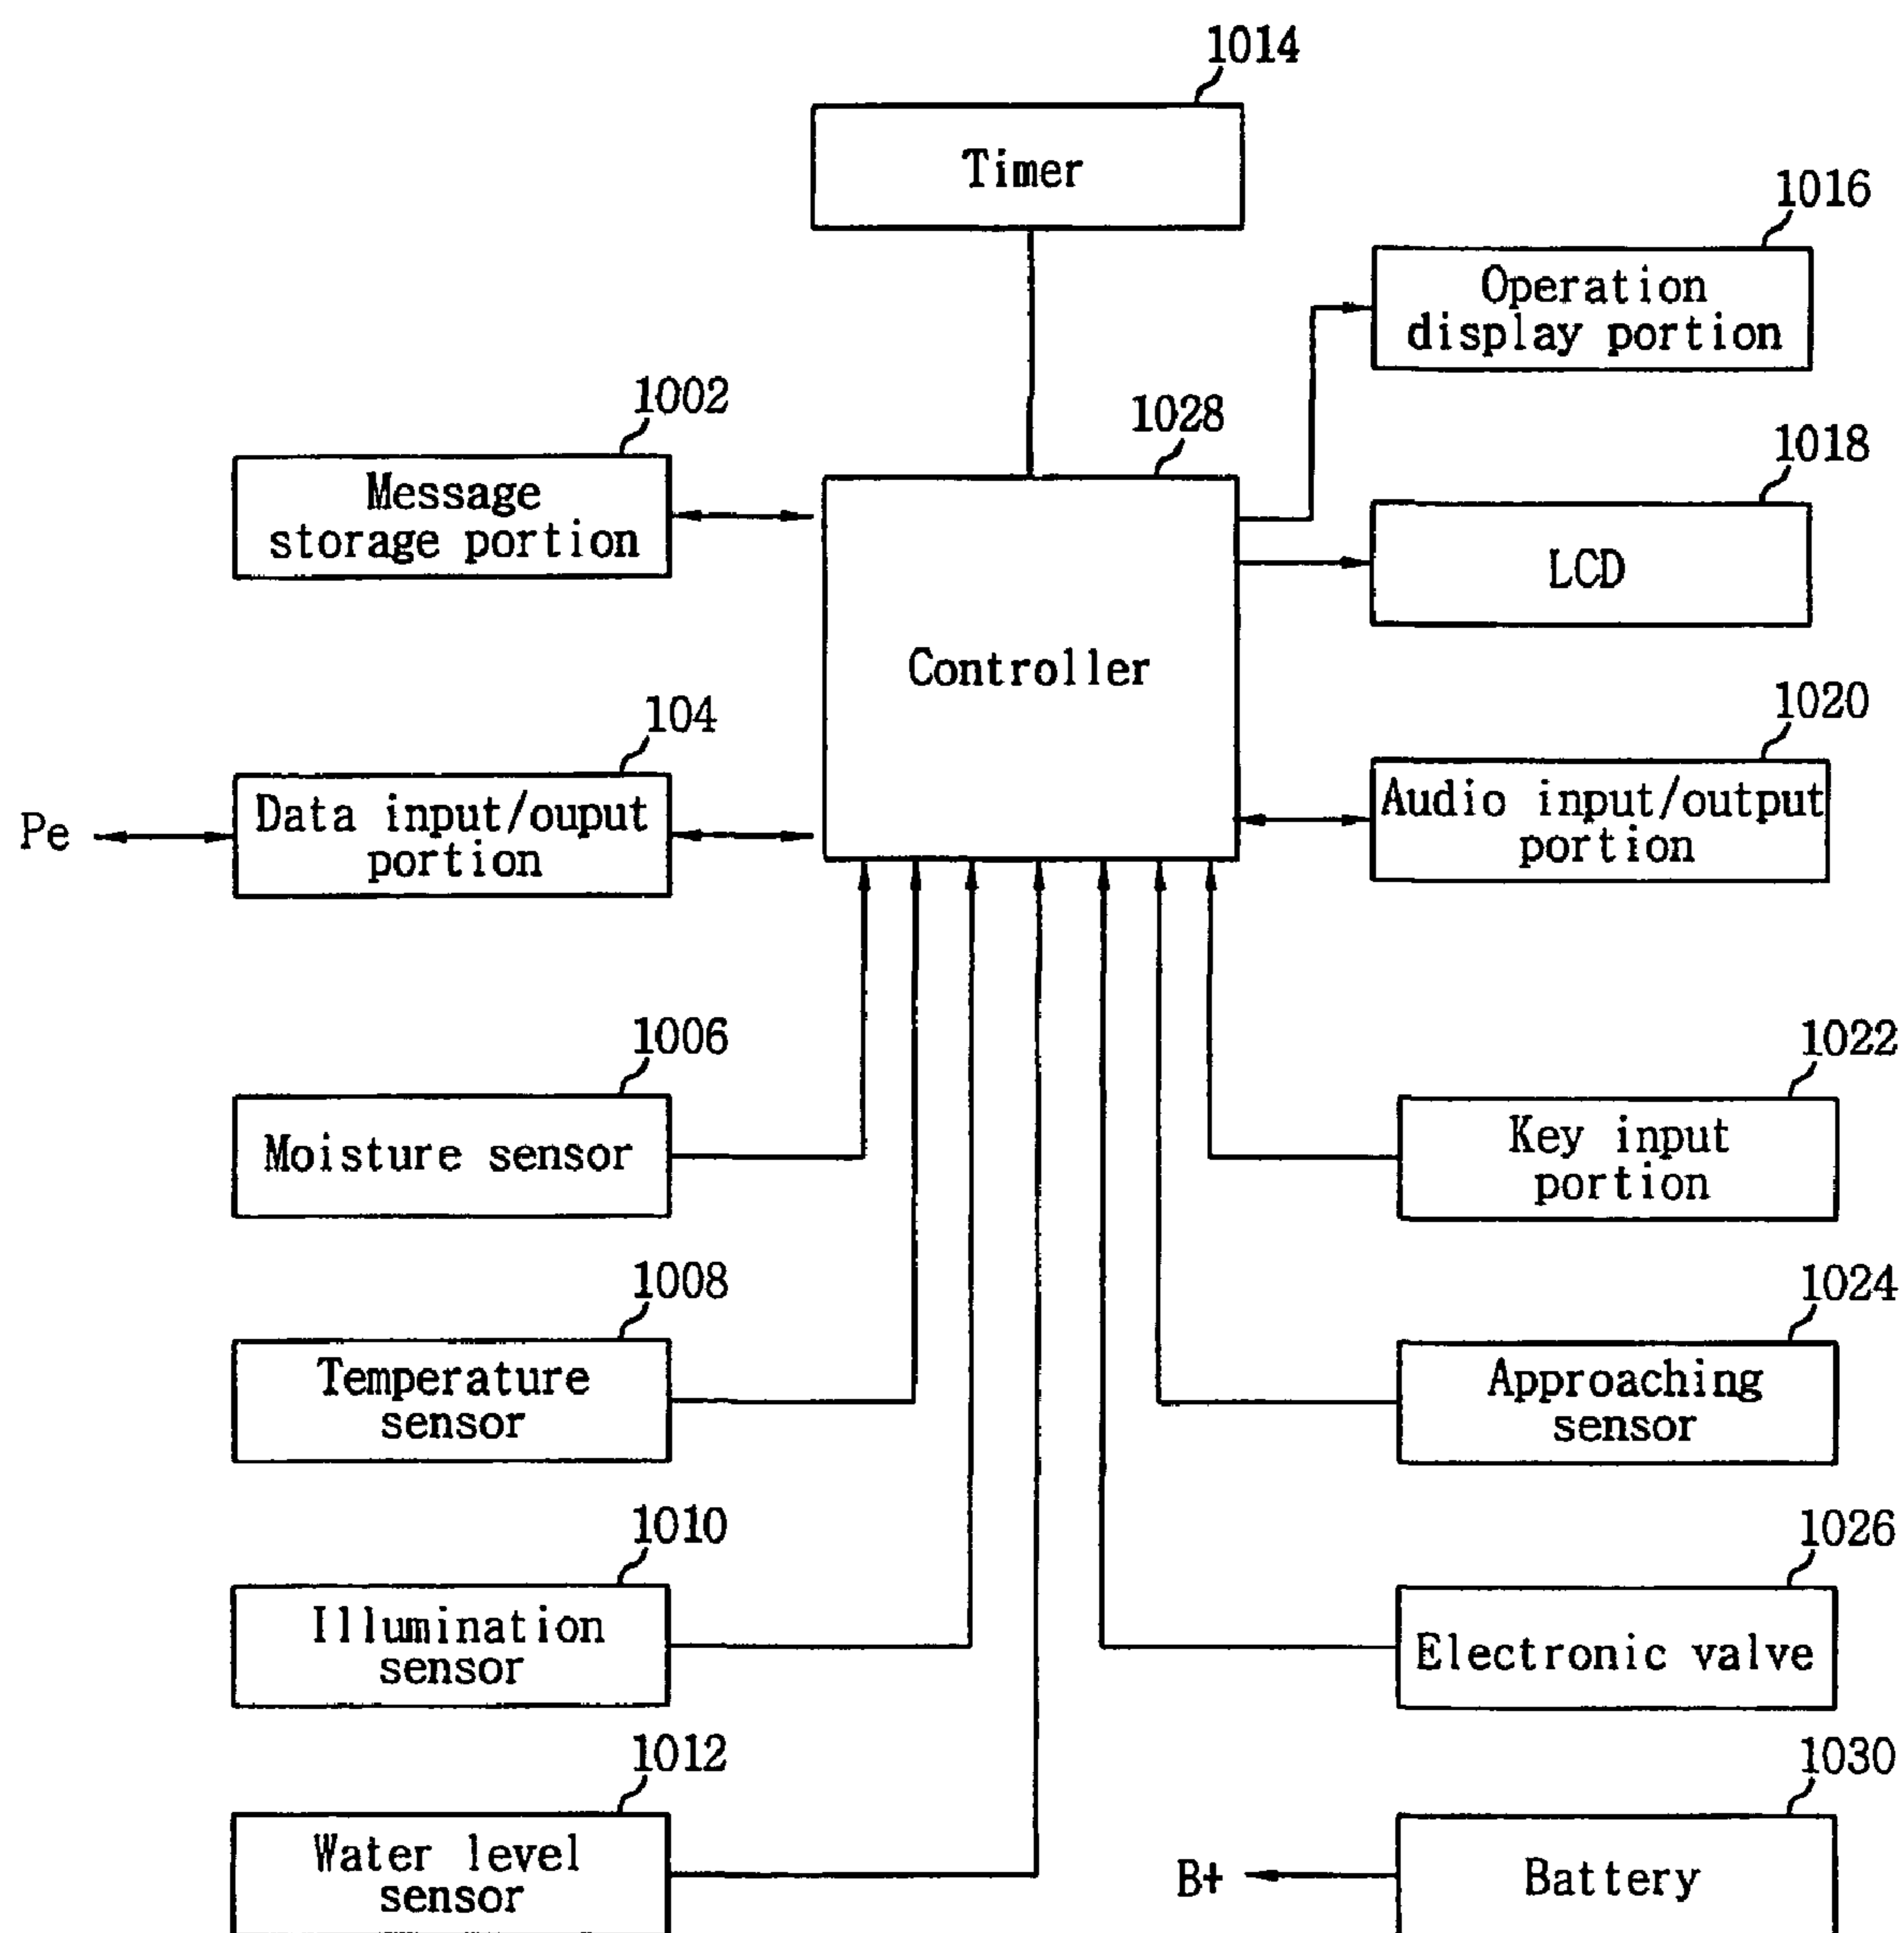 1014
Timer
1016
Operation
display portion
1002
Message
storage portion
1028
Controller
1018
LCD
104
Pe
Data input/ouput
portion
1020
Audio input/output
portion
1006
Moisture sensor
1022
Key input
portion
1008
Temperature
sensor
1024
Approaching
sensor
1010
Illumination
sensor
1026
Electronic valve
1012
Water level
sensor
1030
B+
Battery